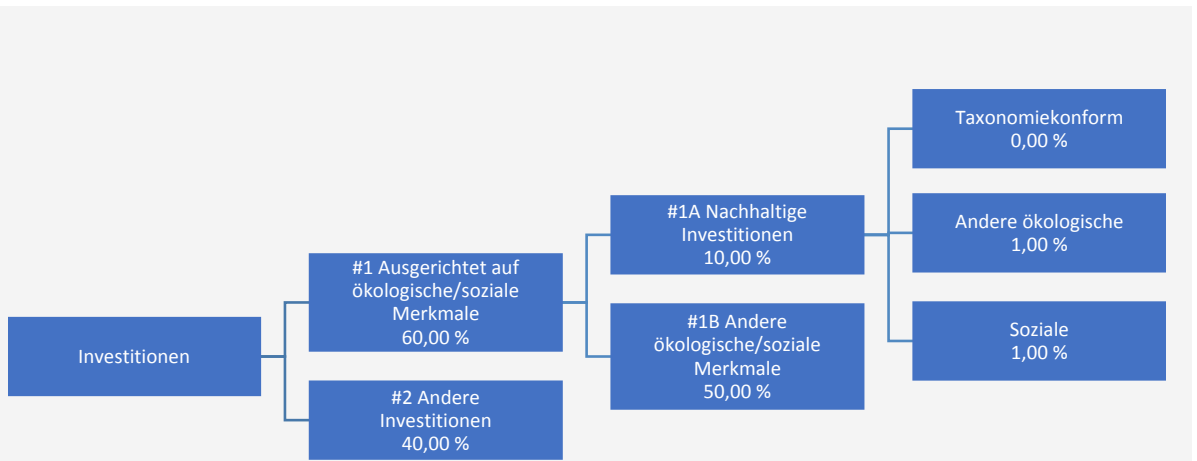 Investitionen
#1 Ausgerichtet auf
ökologische/soziale
Merkmale
60,00 %
#2 Andere
Investitionen
40,00 %
#1A Nachhaltige
Investitionen
10,00 %
#1B Andere
ökologische/soziale
Merkmale
50,00 %
Taxonomiekonform
0,00 %
Andere ökologische
1,00 %
Soziale
1,00 %